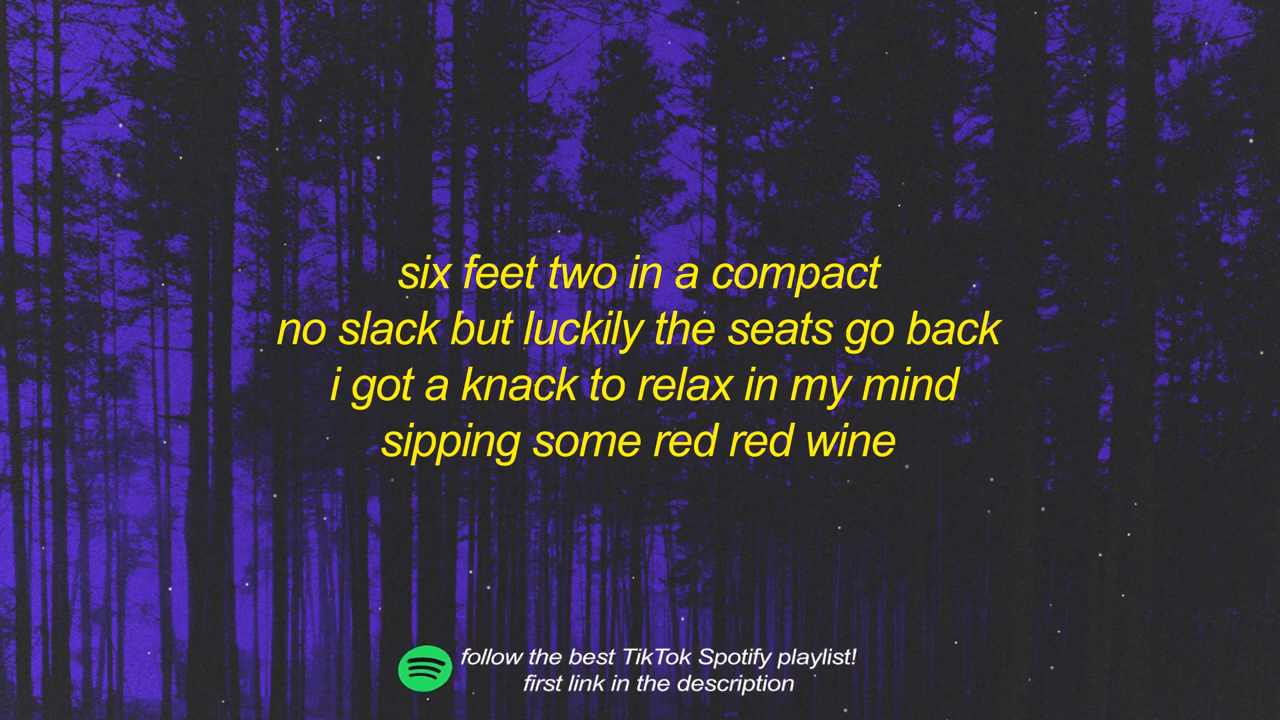 six feet two in a compact
no slack but luckily the seats go back
i got a knack to relax in my mind
sipping some red red wine
follow the best TikTok Spotify playlist!
first link in the description